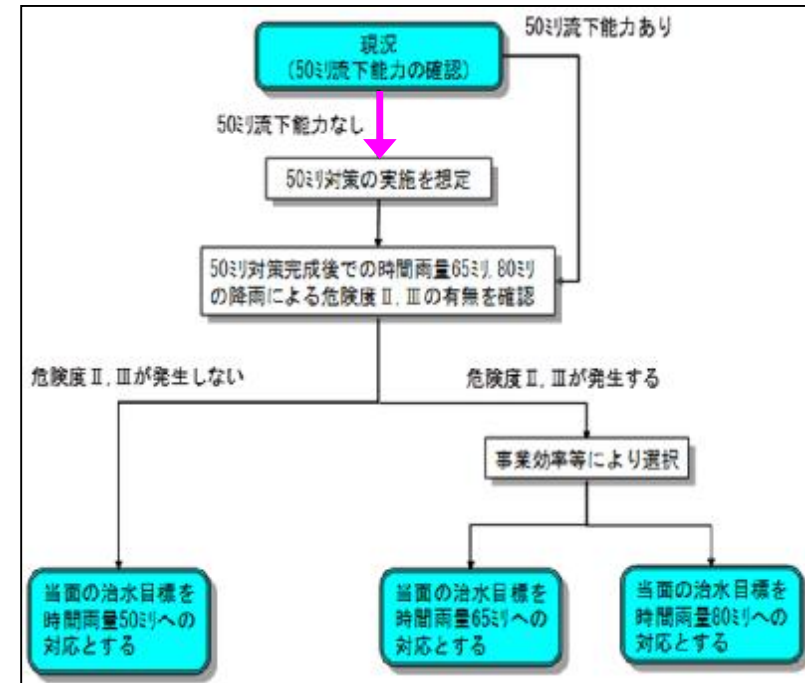 50ミリ流下能力あり
現況
(50ミリ流下能力の確認)
50ミリ流下能力なし
50ミリ対策の実施を想定
50ミリ対策完成後での時間雨量65ミリ,80ミリ
の降雨による危険度Ⅱ,Ⅲの有無を確認
危険度Ⅱ,Ⅲが発生しない
危険度Ⅱ,Ⅲが発生する
事業効率等により選択
当面の治水目標を
時間雨量50ミリへの
対応とする
当面の治水目標を
時間雨量65ミリへの
対応とする
当面の治水目標を
時間雨量80ミリへの
対応とする